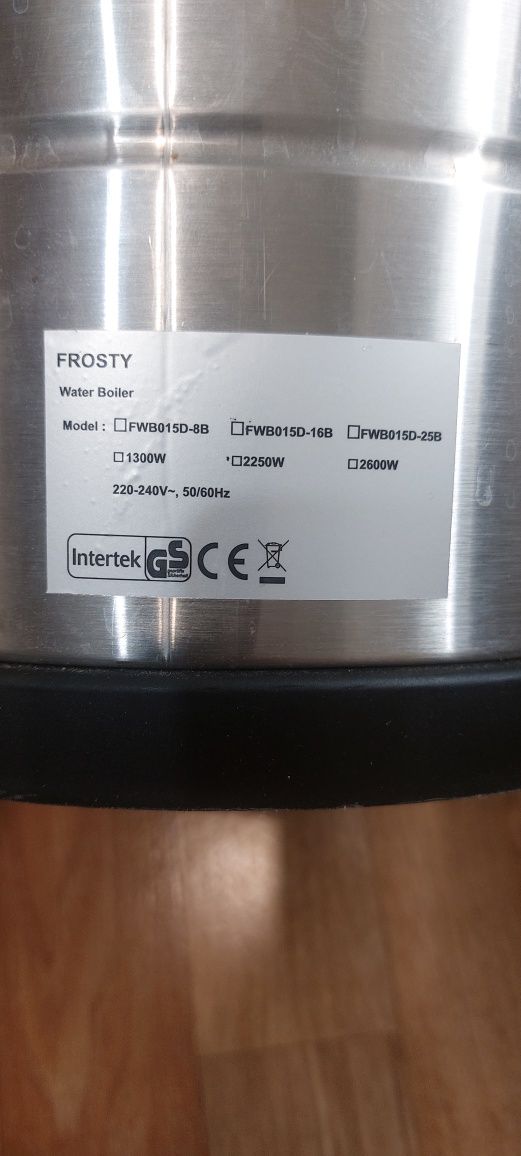 FROSTY
Water Boiler
Model : ☐FWB015D-8B ☐FWB015D-16B ☐FWB015D-25B
☐1300W ☐2250W ☐2600W
220-240V~, 50/60Hz
Intertek GS CE